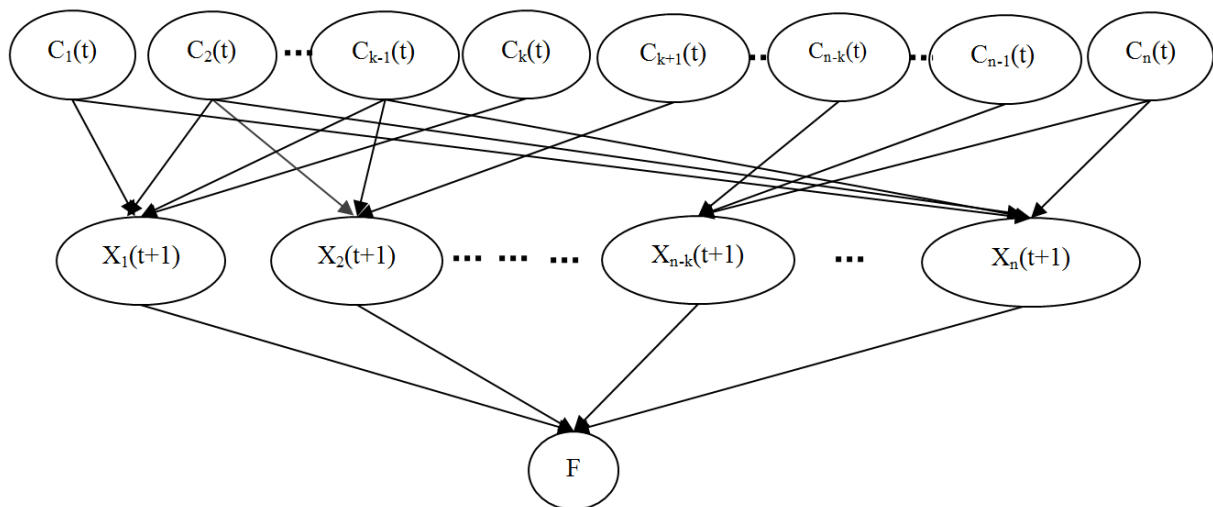 C₁(t) C₂(t) ... Cₖ₋₁(t) Cₖ(t) Cₖ₊₁(t) ... Cₙ₋ₖ(t) ... Cₙ₋₁(t) Cₙ(t)
X₁(t+1) X₂(t+1) ... ... ... Xₙ₋ₖ(t+1) ... Xₙ(t+1)
F